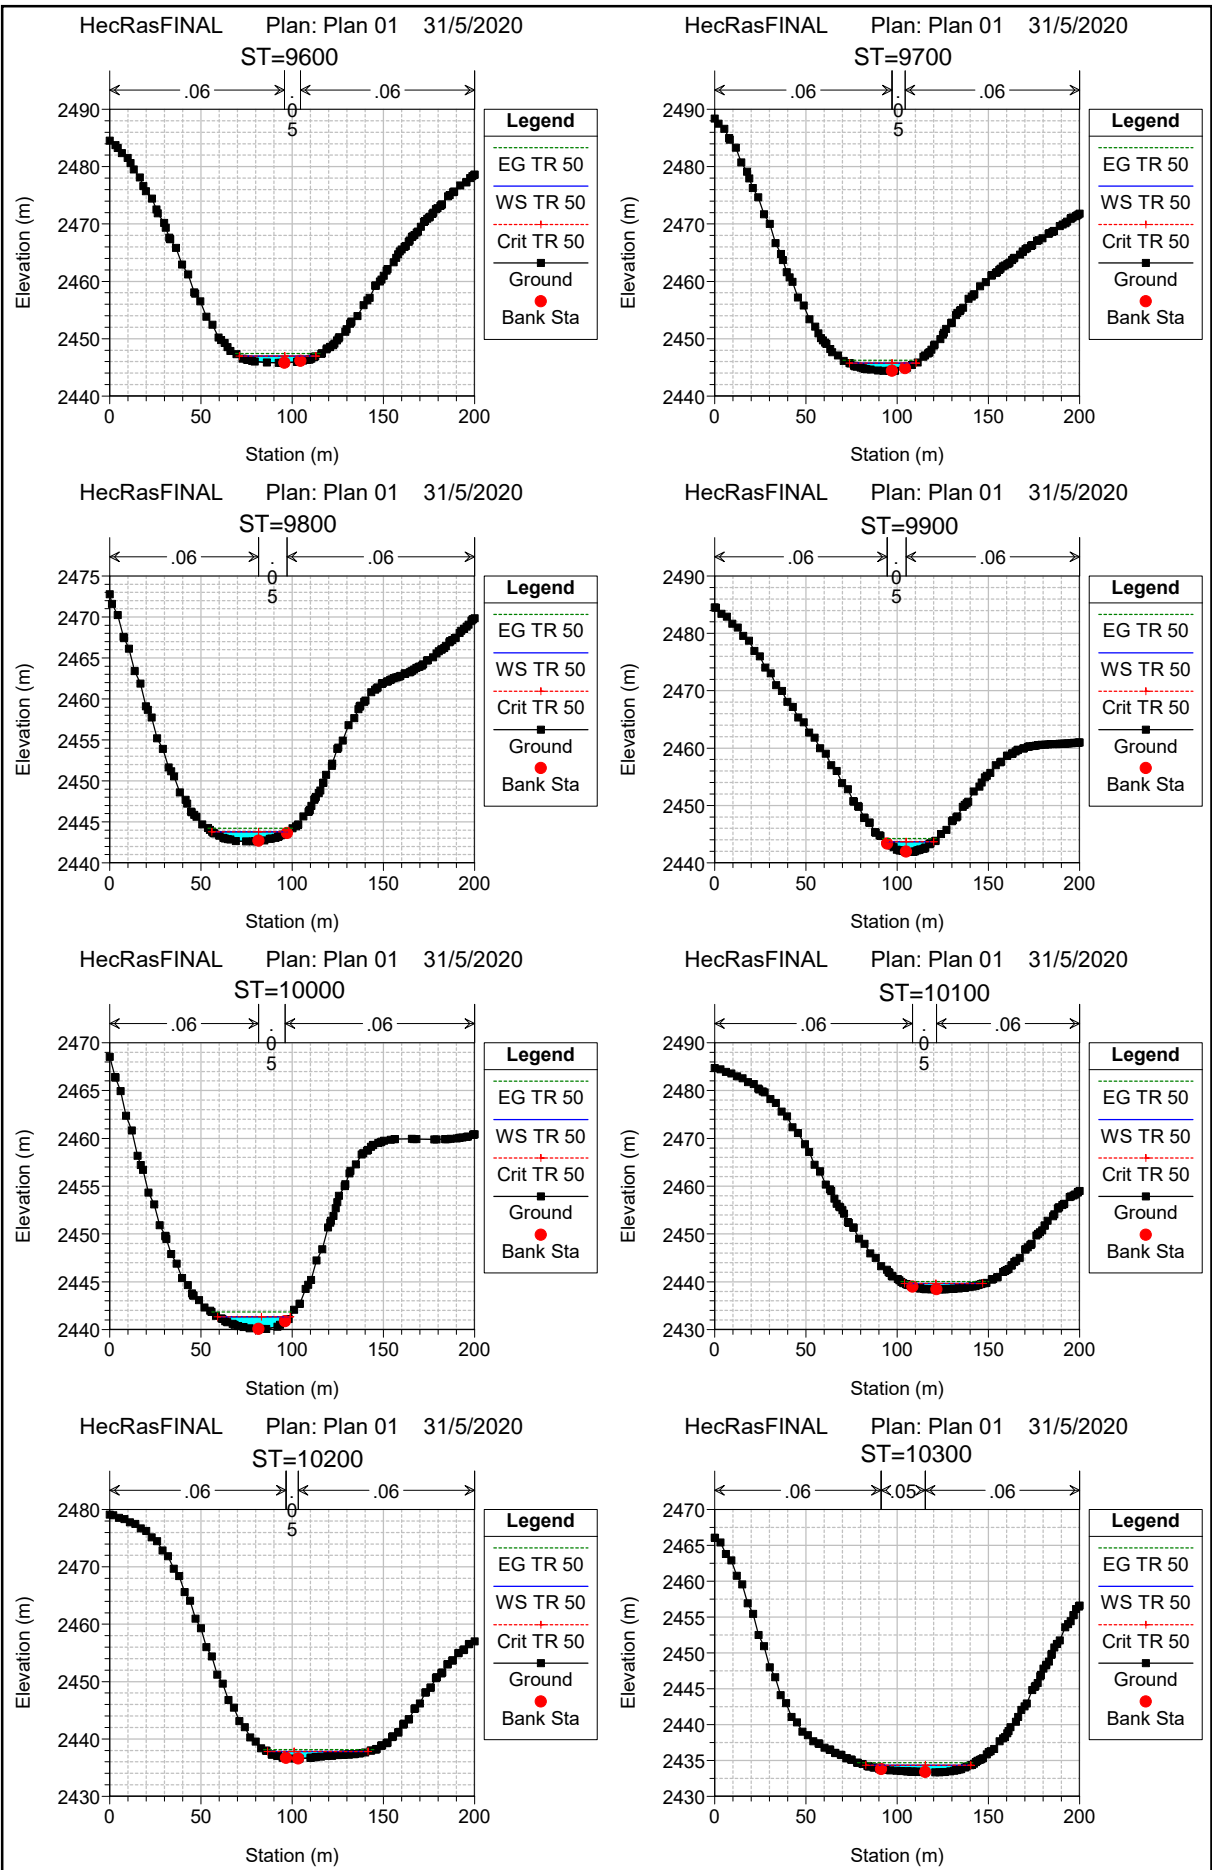 HecRasFINAL Plan: Plan 01 31/5/2020
ST=9600
.06 .05 .06
Elevation (m)
2490
2480
2470
2460
2450
2440
0 50 100 150 200
Station (m)
Legend
EG TR 50
WS TR 50
Crit TR 50
Ground
Bank Sta
HecRasFINAL Plan: Plan 01 31/5/2020
ST=9700
.06 .05 .06
Elevation (m)
2490
2480
2470
2460
2450
2440
0 50 100 150 200
Station (m)
Legend
EG TR 50
WS TR 50
Crit TR 50
Ground
Bank Sta
HecRasFINAL Plan: Plan 01 31/5/2020
ST=9800
.06 .05 .06
Elevation (m)
2475
2470
2465
2460
2455
2450
2445
2440
0 50 100 150 200
Station (m)
Legend
EG TR 50
WS TR 50
Crit TR 50
Ground
Bank Sta
HecRasFINAL Plan: Plan 01 31/5/2020
ST=9900
.06 .05 .06
Elevation (m)
2490
2480
2470
2460
2450
2440
0 50 100 150 200
Station (m)
Legend
EG TR 50
WS TR 50
Crit TR 50
Ground
Bank Sta
HecRasFINAL Plan: Plan 01 31/5/2020
ST=10000
.06 .05 .06
Elevation (m)
2470
2465
2460
2455
2450
2445
2440
0 50 100 150 200
Station (m)
Legend
EG TR 50
WS TR 50
Crit TR 50
Ground
Bank Sta
HecRasFINAL Plan: Plan 01 31/5/2020
ST=10100
.06 .05 .06
Elevation (m)
2490
2480
2470
2460
2450
2440
2430
0 50 100 150 200
Station (m)
Legend
EG TR 50
WS TR 50
Crit TR 50
Ground
Bank Sta
HecRasFINAL Plan: Plan 01 31/5/2020
ST=10200
.06 .05 .06
Elevation (m)
2480
2470
2460
2450
2440
2430
0 50 100 150 200
Station (m)
Legend
EG TR 50
WS TR 50
Crit TR 50
Ground
Bank Sta
HecRasFINAL Plan: Plan 01 31/5/2020
ST=10300
.06 .05 .06
Elevation (m)
2470
2465
2460
2455
2450
2445
2440
2435
2430
0 50 100 150 200
Station (m)
Legend
EG TR 50
WS TR 50
Crit TR 50
Ground
Bank Sta